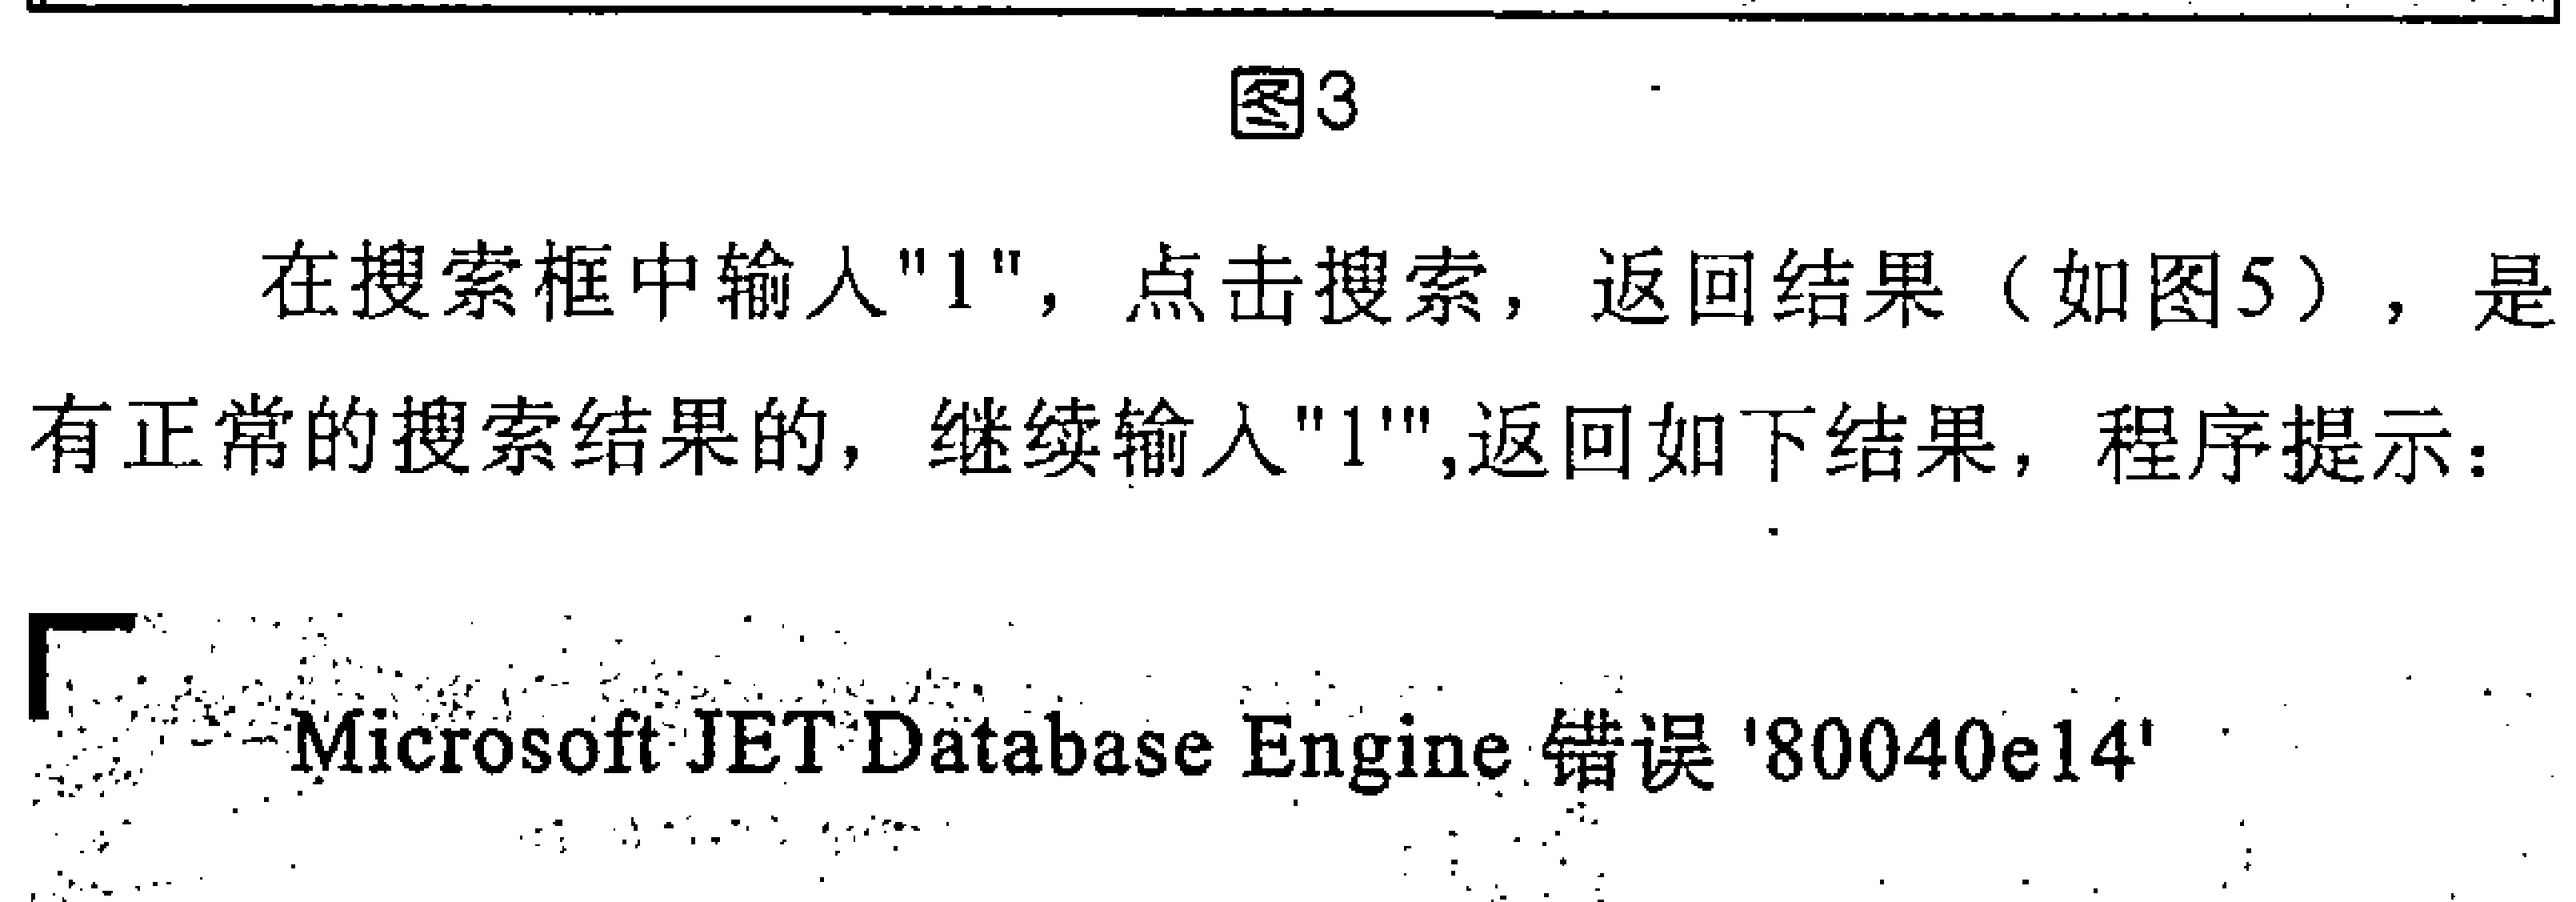 图3
在搜索框中输入"1"，点击搜索，返回结果（如图5），是
有正常的搜索结果的，继续输入"1'",返回如下结果，程序提示：
Microsoft JET Database Engine 错误 '80040e14'